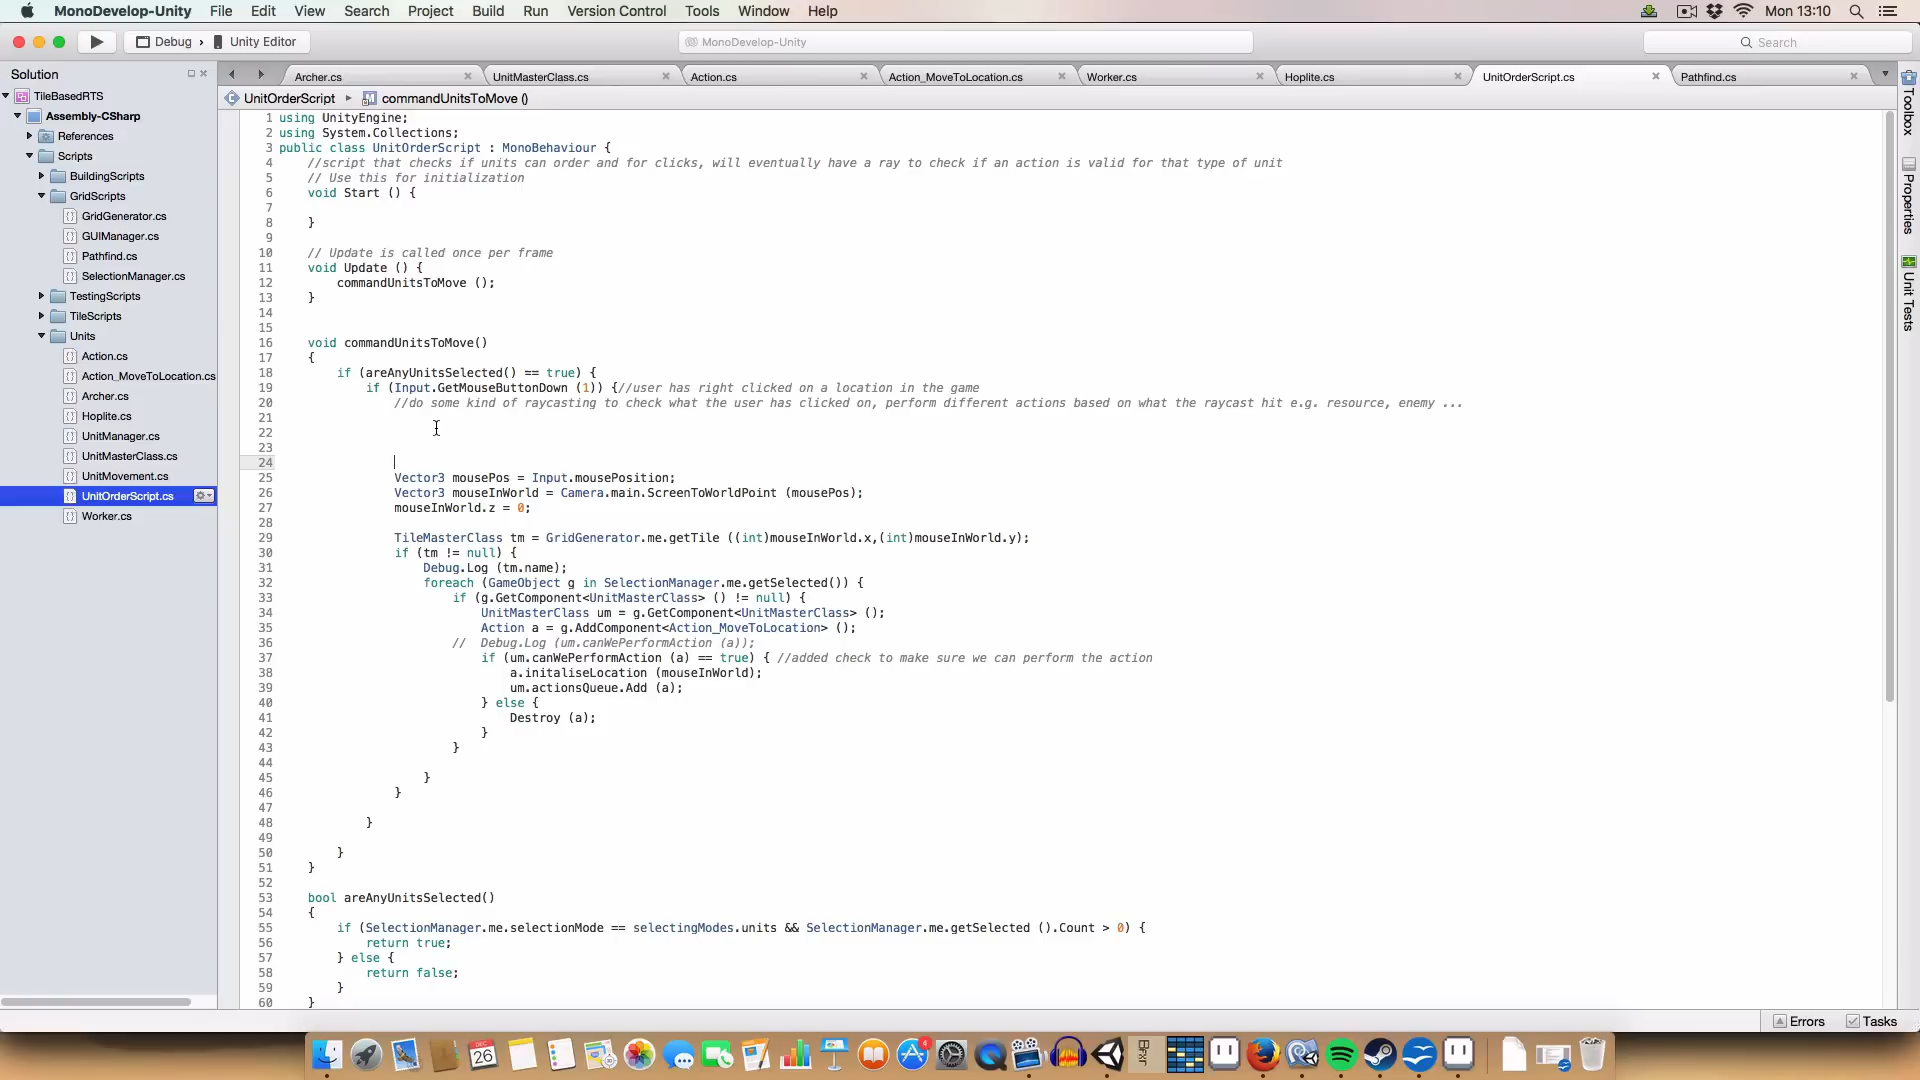 MonoDevelop-Unity File Edit View Search Project Build Run Version Control Tools Window Help
Mon 13:10
Debug › Unity Editor
MonoDevelop-Unity
Search
Solution
Archer.cs UnitMasterClass.cs Action.cs Action_MoveToLocation.cs Worker.cs Hoplite.cs UnitOrderScript.cs Pathfind.cs
UnitOrderScript commandUnitsToMove ()
TileBasedRTS
Assembly-CSharp
References
Scripts
BuildingScripts
GridScripts
GridGenerator.cs
GUIManager.cs
Pathfind.cs
SelectionManager.cs
TestingScripts
TileScripts
Units
Action.cs
Action_MoveToLocation.cs
Archer.cs
Hoplite.cs
UnitManager.cs
UnitMasterClass.cs
UnitMovement.cs
UnitOrderScript.cs
Worker.cs
1 using UnityEngine;
2 using System.Collections;
3 public class UnitOrderScript : MonoBehaviour {
4 //script that checks if units can order and for clicks, will eventually have a ray to check if an action is valid for that type of unit
5 // Use this for initialization
6 void Start () {
7
8 }
9
10 // Update is called once per frame
11 void Update () {
12 commandUnitsToMove ();
13 }
14
15
16 void commandUnitsToMove()
17 {
18 if (areAnyUnitsSelected() == true) {
19 if (Input.GetMouseButtonDown (1)) {//user has right clicked on a location in the game
20 //do some kind of raycasting to check what the user has clicked on, perform different actions based on what the raycast hit e.g. resource, enemy ...
21
22
23
24
25 Vector3 mousePos = Input.mousePosition;
26 Vector3 mouseInWorld = Camera.main.ScreenToWorldPoint (mousePos);
27 mouseInWorld.z = 0;
28
29 TileMasterClass tm = GridGenerator.me.getTile ((int)mouseInWorld.x,(int)mouseInWorld.y);
30 if (tm != null) {
31 Debug.Log (tm.name);
32 foreach (GameObject g in SelectionManager.me.getSelected()) {
33 if (g.GetComponent<UnitMasterClass> () != null) {
34 UnitMasterClass um = g.GetComponent<UnitMasterClass> ();
35 Action a = g.AddComponent<Action_MoveToLocation> ();
36 // Debug.Log (um.canWePerformAction (a));
37 if (um.canWePerformAction (a) == true) { //added check to make sure we can perform the action
38 a.initaliseLocation (mouseInWorld);
39 um.actionsQueue.Add (a);
40 } else {
41 Destroy (a);
42 }
43 }
44
45 }
46 }
47
48 }
49
50 }
51 }
52
53 bool areAnyUnitsSelected()
54 {
55 if (SelectionManager.me.selectionMode == selectingModes.units && SelectionManager.me.getSelected ().Count > 0) {
56 return true;
57 } else {
58 return false;
59 }
60 }
Toolbox
Properties
Unit Tests
Errors Tasks
DEC
26
4